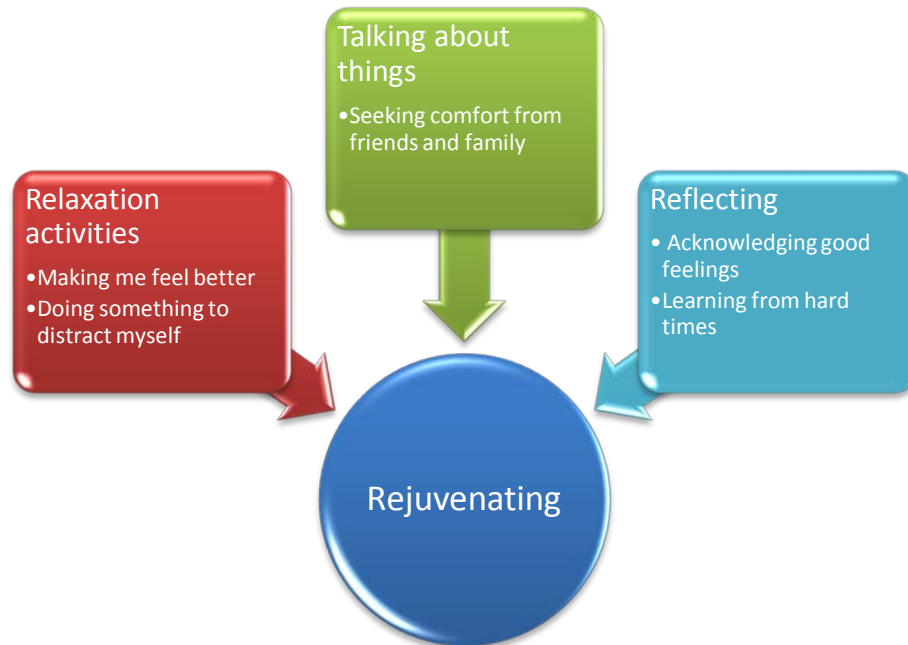 Talking about
things
•Seeking comfort from
friends and family
Relaxation
activities
•Making me feel better
•Doing something to
distract myself
Reflecting
• Acknowledging good
feelings
•Learning from hard
times
Rejuvenating